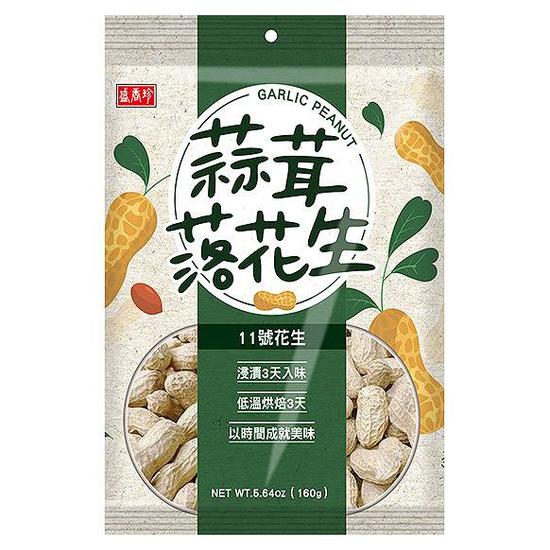 盛香珍
GARLIC PEANUT
蒜茸
落花生
11號花生
浸漬3天入味
低溫烘焙3天
以時間成就美味
NET WT.5.64oz（160g）